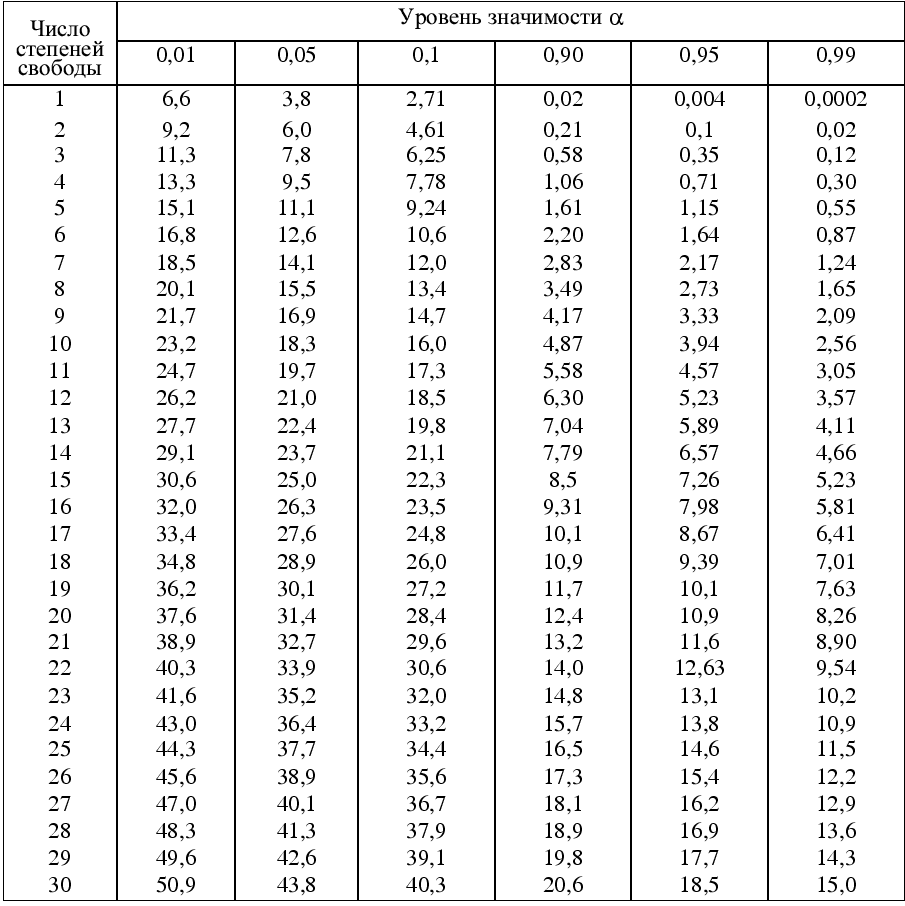 Число степеней свободы Уровень значимости α
0,01 0,05 0,1 0,90 0,95 0,99
1 6,6 3,8 2,71 0,02 0,004 0,0002
2 9,2 6,0 4,61 0,21 0,1 0,02
3 11,3 7,8 6,25 0,58 0,35 0,12
4 13,3 9,5 7,78 1,06 0,71 0,30
5 15,1 11,1 9,24 1,61 1,15 0,55
6 16,8 12,6 10,6 2,20 1,64 0,87
7 18,5 14,1 12,0 2,83 2,17 1,24
8 20,1 15,5 13,4 3,49 2,73 1,65
9 21,7 16,9 14,7 4,17 3,33 2,09
10 23,2 18,3 16,0 4,87 3,94 2,56
11 24,7 19,7 17,3 5,58 4,57 3,05
12 26,2 21,0 18,5 6,30 5,23 3,57
13 27,7 22,4 19,8 7,04 5,89 4,11
14 29,1 23,7 21,1 7,79 6,57 4,66
15 30,6 25,0 22,3 8,5 7,26 5,23
16 32,0 26,3 23,5 9,31 7,98 5,81
17 33,4 27,6 24,8 10,1 8,67 6,41
18 34,8 28,9 26,0 10,9 9,39 7,01
19 36,2 30,1 27,2 11,7 10,1 7,63
20 37,6 31,4 28,4 12,4 10,9 8,26
21 38,9 32,7 29,6 13,2 11,6 8,90
22 40,3 33,9 30,6 14,0 12,63 9,54
23 41,6 35,2 32,0 14,8 13,1 10,2
24 43,0 36,4 33,2 15,7 13,8 10,9
25 44,3 37,7 34,4 16,5 14,6 11,5
26 45,6 38,9 35,6 17,3 15,4 12,2
27 47,0 40,1 36,7 18,1 16,2 12,9
28 48,3 41,3 37,9 18,9 16,9 13,6
29 49,6 42,6 39,1 19,8 17,7 14,3
30 50,9 43,8 40,3 20,6 18,5 15,0